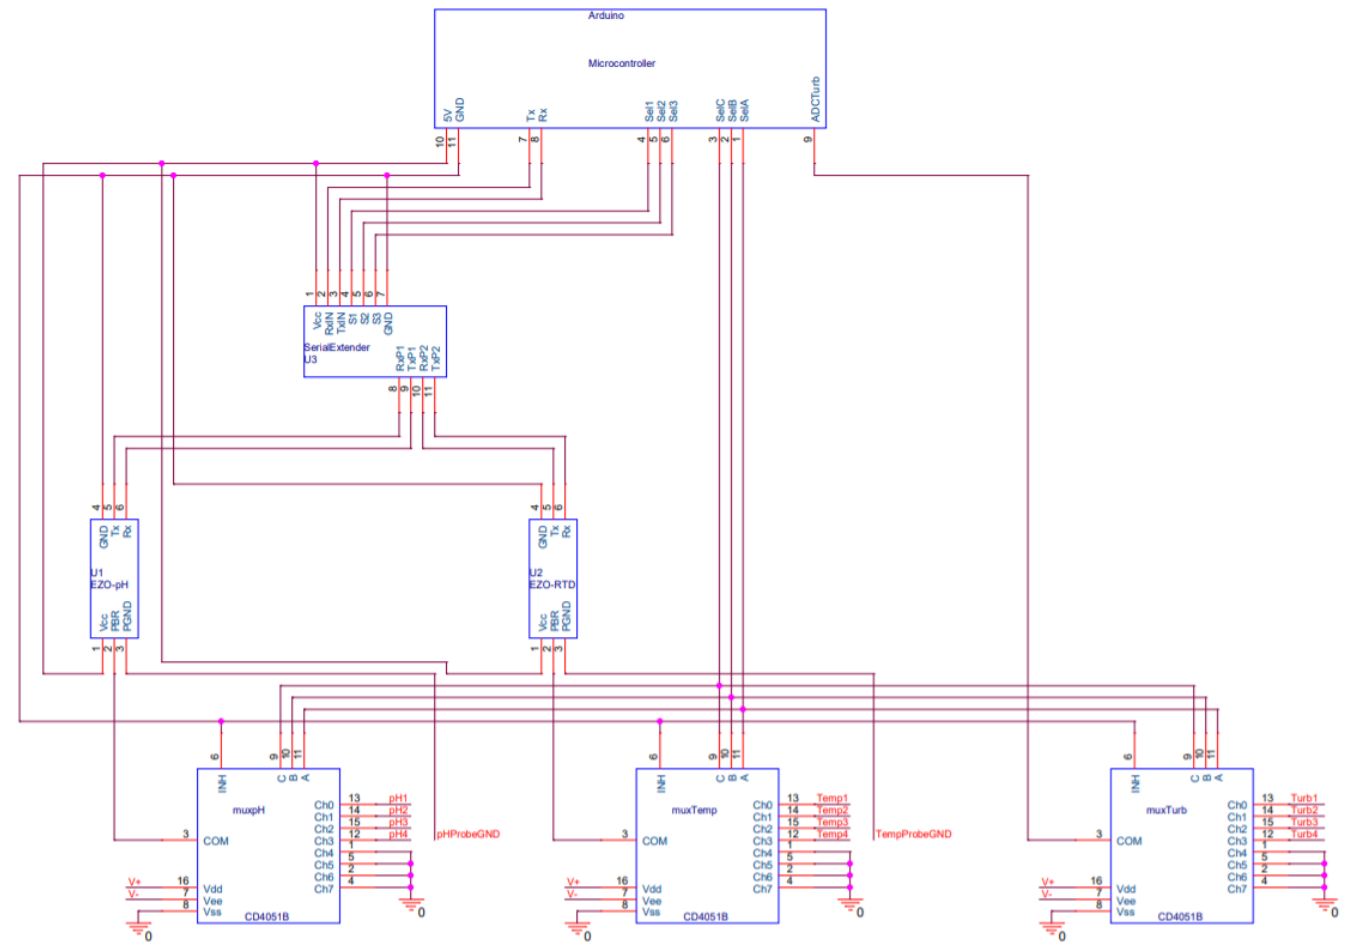 Arduino
Microcontroller
5V GND Tx Rx Sel1 Sel2 Sel3 SelC SelB SelA ADCTurb
10 11 7 8 4 5 6 3 2 1 9
1 2 3 4 5 6 7
Vcc RxIN TxIN S1 S2 S3 GND
SerialExtender
U3
RxP1 TxP1 RxP2 TxP2
8 9 10 11
4 5 6 4 5 6
GND Tx Rx GND Tx Rx
U1 U2
EZO-pH EZO-RTD
Vcc PBR PGND Vcc PBR PGND
1 2 3 1 2 3
6 9 10 11 6 9 10 11 6 9 10 11
INH C B A INH C B A INH C B A
muxpH muxTemp muxTurb
Ch0 13 pH1 Ch0 13 Temp1 Ch0 13 Turb1
Ch1 14 pH2 Ch1 14 Temp2 Ch1 14 Turb2
Ch2 15 pH3 Ch2 15 Temp3 Ch2 15 Turb3
3 COM Ch3 12 pH4 pHProbeGND 3 COM Ch3 12 Temp4 TempProbeGND 3 COM Ch3 12 Turb4
Ch4 1 Ch4 1 Ch4 1
Ch5 5 Ch5 5 Ch5 5
Ch6 2 Ch6 2 Ch6 2
V+ 16 Vdd Ch7 4 V+ 16 Vdd Ch7 4 V+ 16 Vdd Ch7 4
V- 7 Vee V- 7 Vee V- 7 Vee
8 Vss 0 8 Vss 0 8 Vss 0
CD4051B CD4051B CD4051B
0 0 0